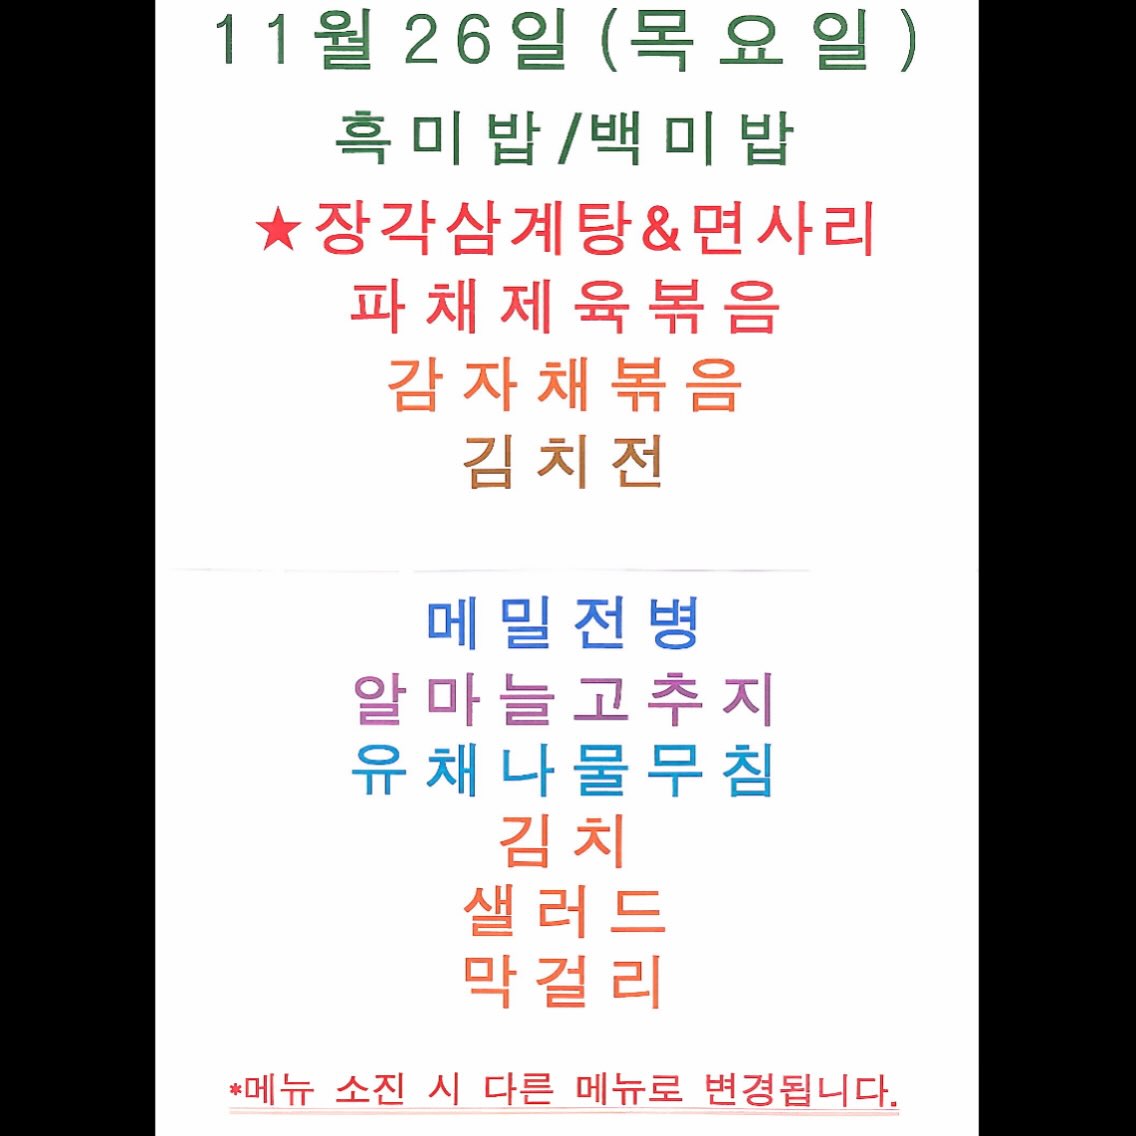 11월 26일(목요일)
흑미밥/백미밥
★장각삼계탕&면사리
파채제육볶음
감자채볶음
김치전
메밀전병
알마늘고추지
유채나물무침
김치
샐러드
막걸리
*메뉴 소진 시 다른 메뉴로 변경됩니다.